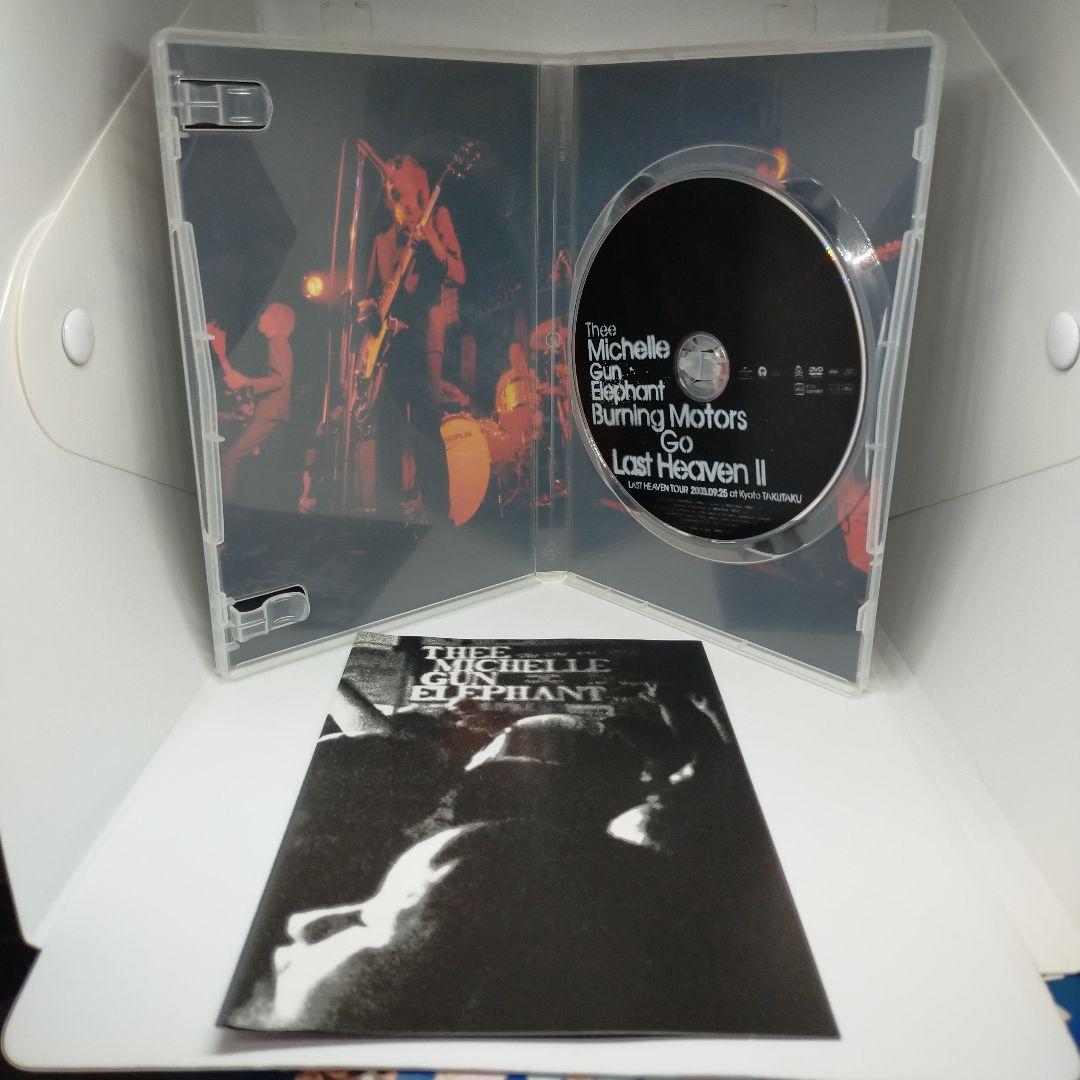 Thee
Michelle
Gun
Elephant
Burning Motors
Go
Last Heaven II
LAST HEAVEN TOUR 2003.09.25 at Kyoto TAKUTAKU
DVD
THEE
MICHELLE
GUN
ELEPHANT